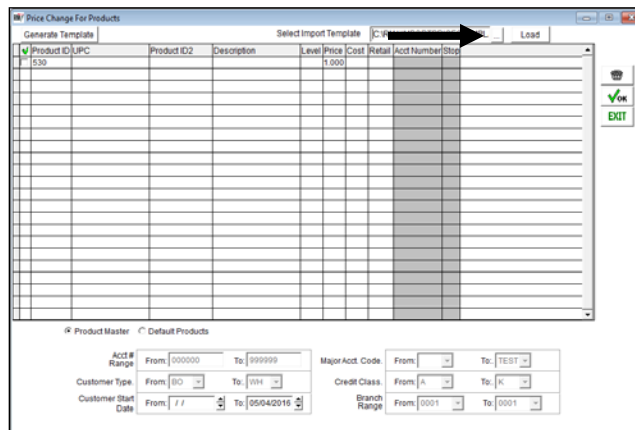 Price Change For Products
Generate Template Select Import Template Load
Product ID UPC Product ID2 Description Level Price Cost Retail Acct Number Stop
530 1.000
OK
EXIT
Product Master Default Products
Acct # Range From: 000000 To: 999999 Major Acct. Code. From: To: TEST
Customer Type. From: BO To: WH Credit Class. From: A To: K
Customer Start Date From: / / To: 05/04/2016 Branch Range From: 0001 To: 0001